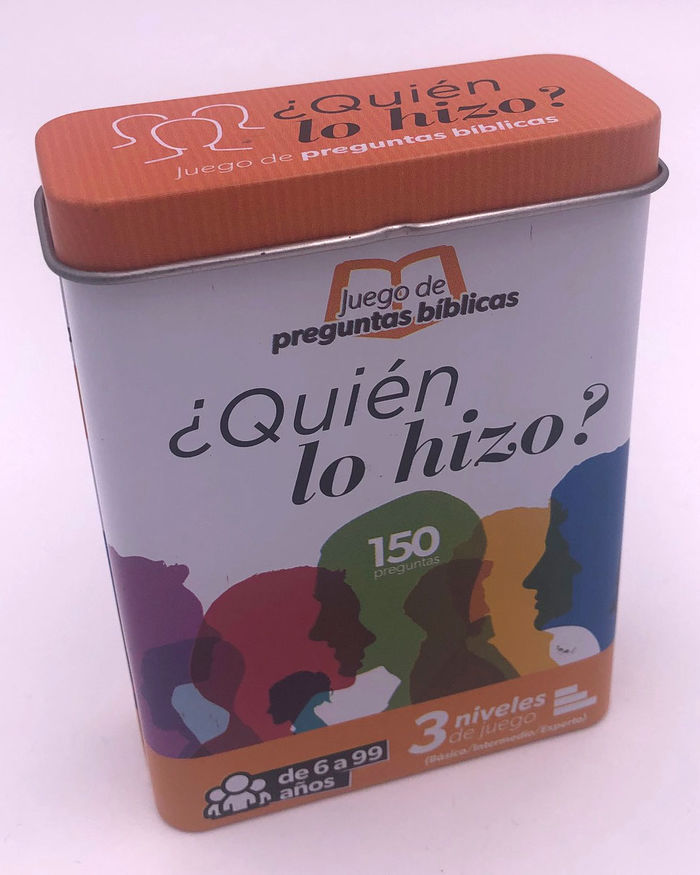 ¿Quién
lo hizo?
Juego de preguntas bíblicas
Juego de
preguntas bíblicas
¿Quién
lo hizo?
150
preguntas
3 niveles
de juego
(Básico/Intermedio/Experto)
de 6 a 99
años